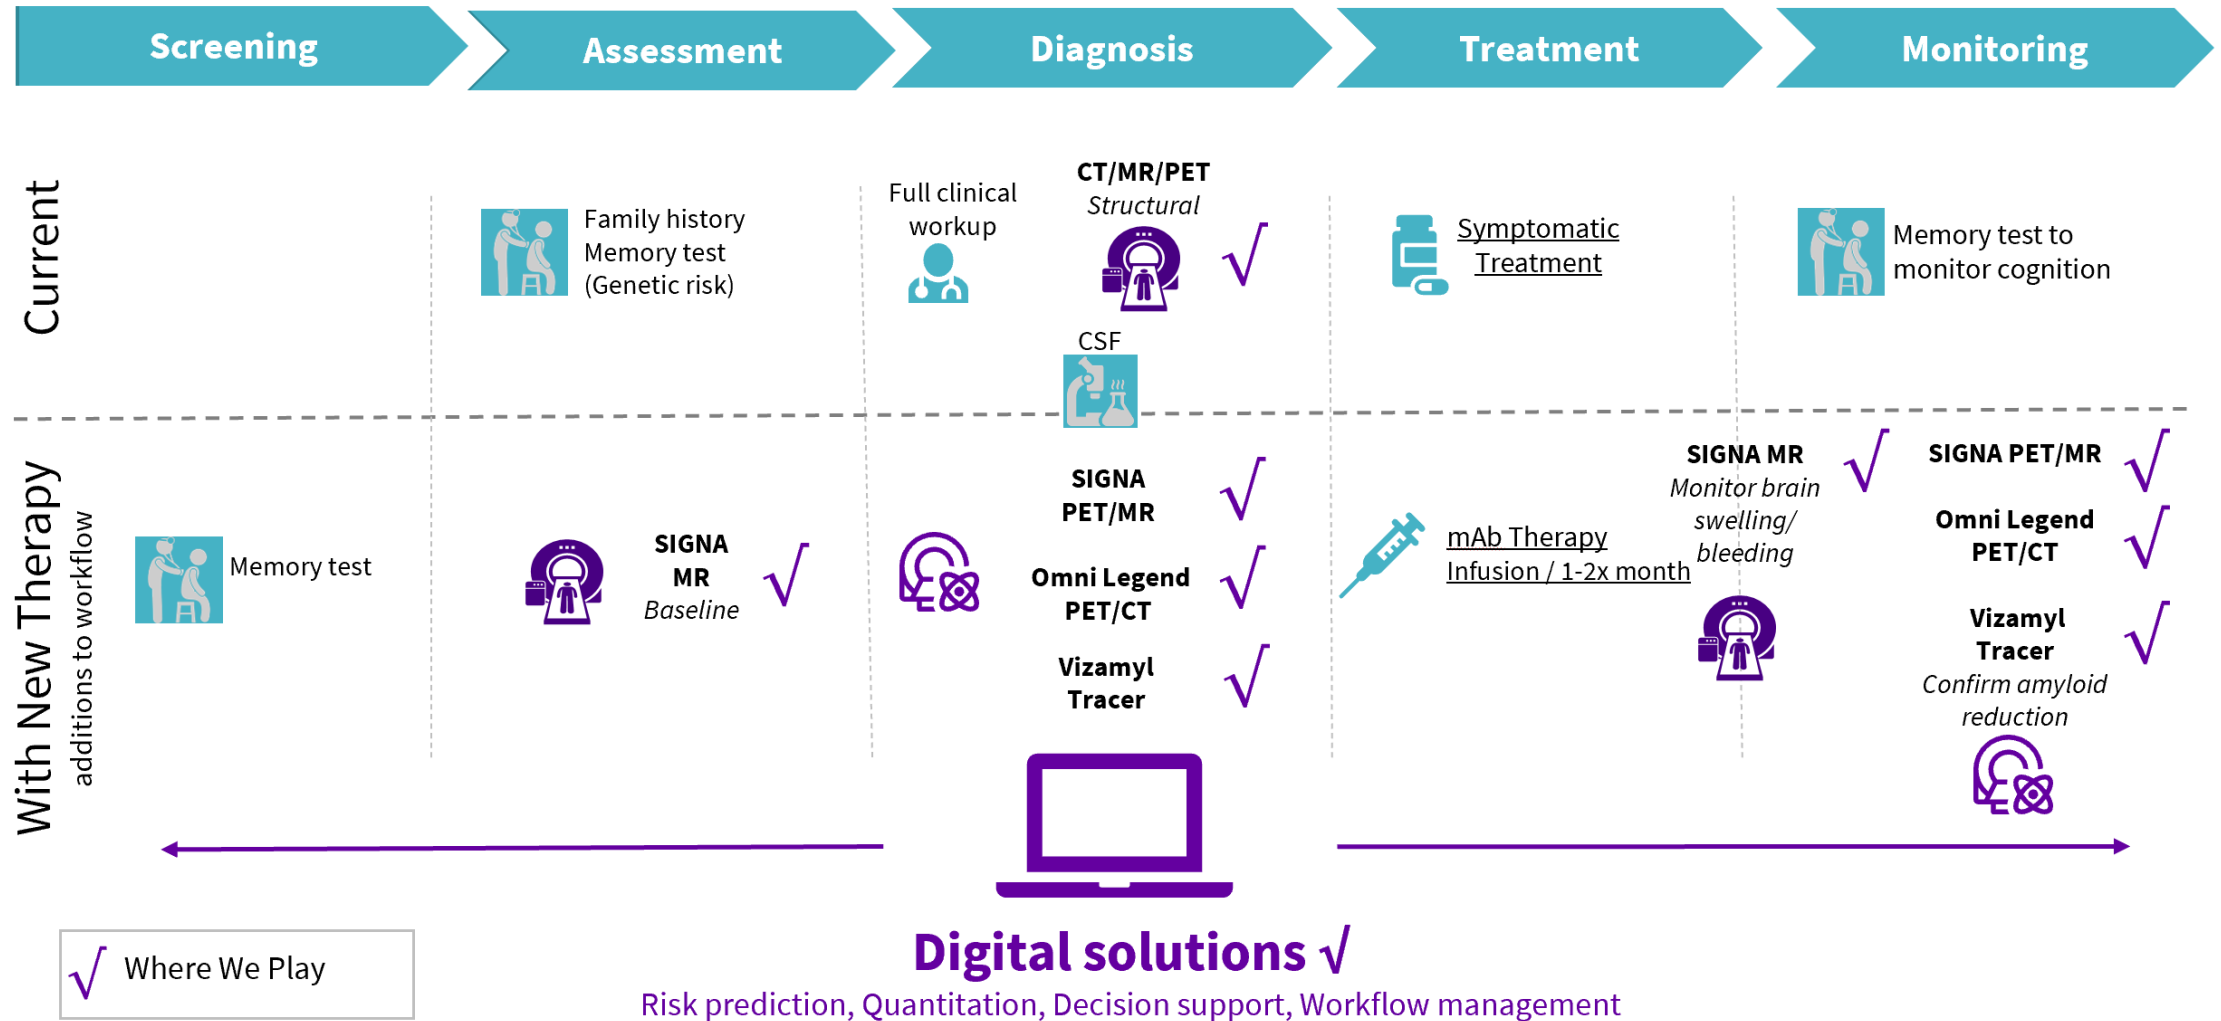 Screening
Assessment
Diagnosis
Treatment
Monitoring
Current
Family history
Memory test
(Genetic risk)
Full clinical
workup
CT/MR/PET
Structural
√
CSF
Symptomatic
Treatment
Memory test to
monitor cognition
With New Therapy
additions to workflow
Memory test
SIGNA
MR
Baseline
√
SIGNA
PET/MR
√
Omni Legend
PET/CT
√
Vizamyl
Tracer
√
mAb Therapy
Infusion / 1-2x month
SIGNA MR
Monitor brain
swelling/
bleeding
√
SIGNA PET/MR
√
Omni Legend
PET/CT
√
Vizamyl
Tracer
Confirm amyloid
reduction
√
Digital solutions √
Risk prediction, Quantitation, Decision support, Workflow management
√ Where We Play